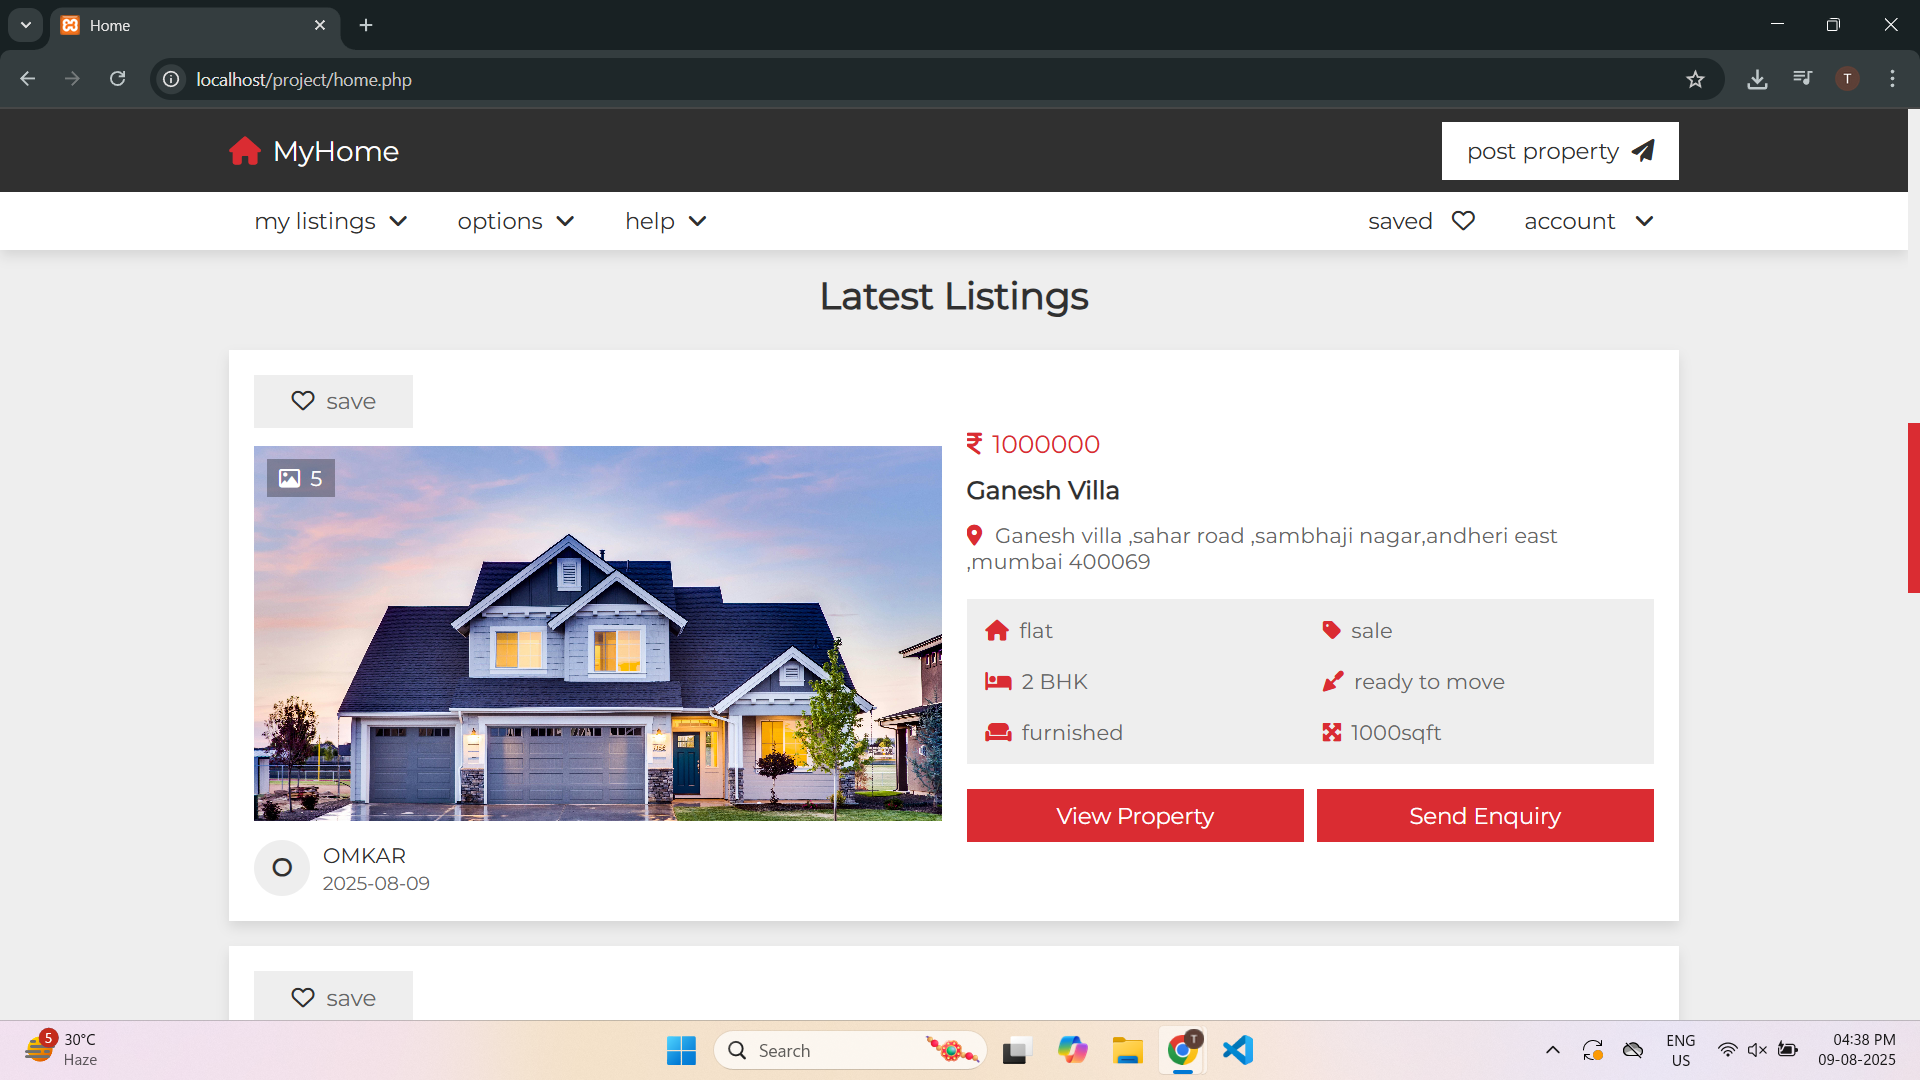 Home
localhost/project/home.php
T
MyHome
post property
my listings
options
help
saved
account
Latest Listings
save
5
1000000
Ganesh Villa
Ganesh villa ,sahar road ,sambhaji nagar,andheri east
,mumbai 400069
flat
sale
2 BHK
ready to move
furnished
1000sqft
View Property
Send Enquiry
O
OMKAR
2025-08-09
save
5
30°C
Haze
Search
T
ENG
US
04:38 PM
09-08-2025